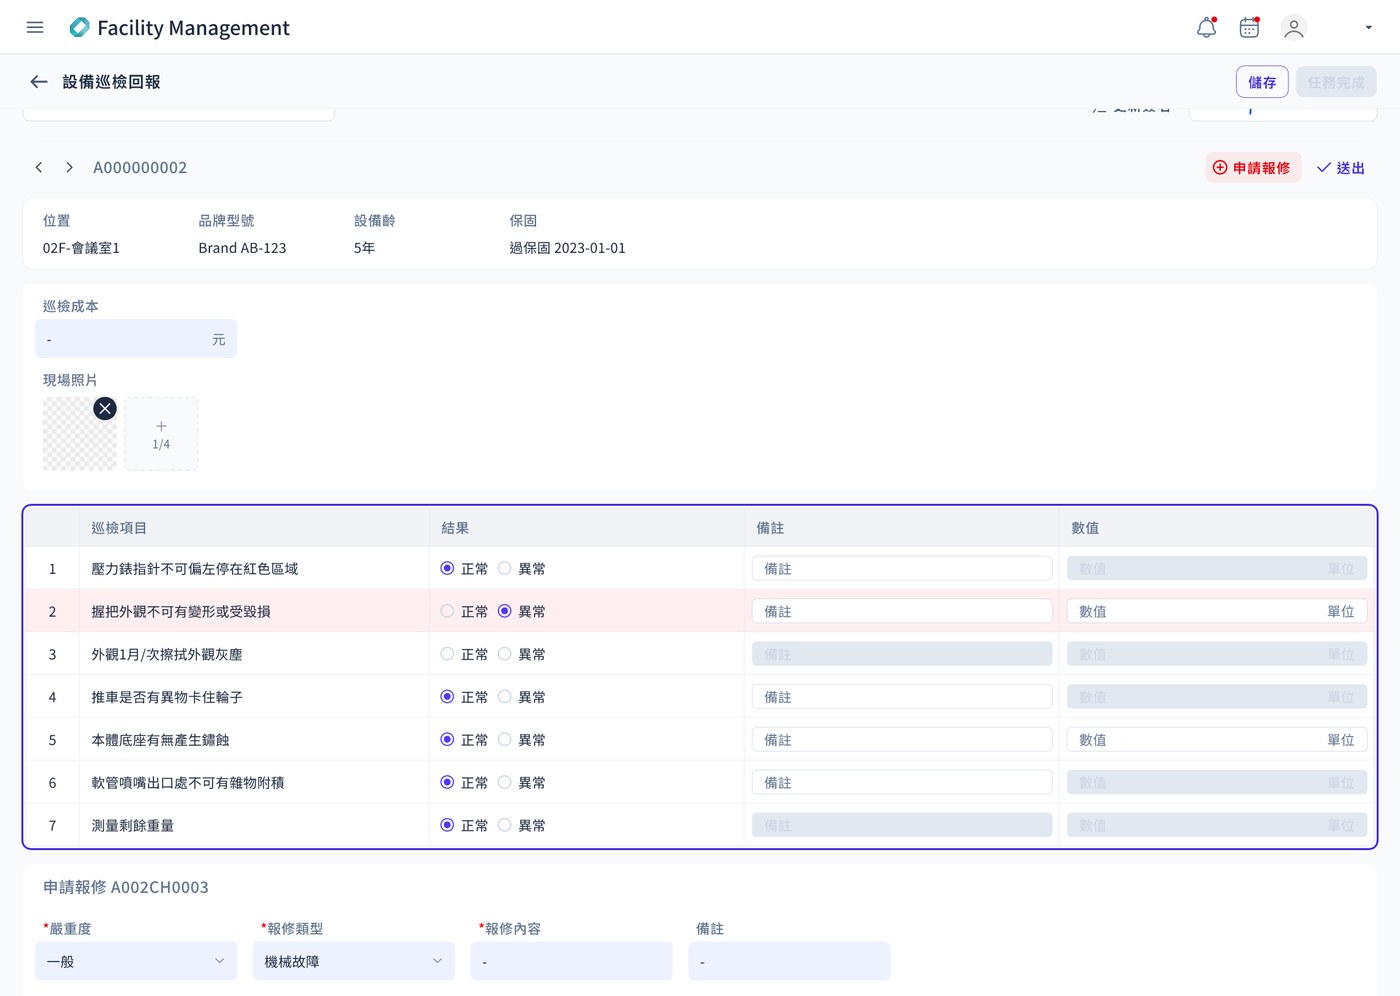 Facility Management
設備巡檢回報
儲存
任務完成
A000000002
申請報修
送出
位置
品牌型號
設備齡
保固
02F-會議室1
Brand AB-123
5年
過保固 2023-01-01
巡檢成本
-
元
現場照片
1/4
巡檢項目
結果
備註
數值
1 壓力錶指針不可偏左停在紅色區域 正常 異常 備註 數值 單位
2 握把外觀不可有變形或受毀損 正常 異常 備註 數值 單位
3 外觀1月/次擦拭外觀灰塵 正常 異常 備註 數值 單位
4 推車是否有異物卡住輪子 正常 異常 備註 數值 單位
5 本體底座有無產生鏽蝕 正常 異常 備註 數值 單位
6 軟管噴嘴出口處不可有雜物附積 正常 異常 備註 數值 單位
7 測量剩餘重量 正常 異常 備註 數值 單位
申請報修 A002CH0003
*嚴重度
*報修類型
*報修內容
備註
一般
機械故障
-
-